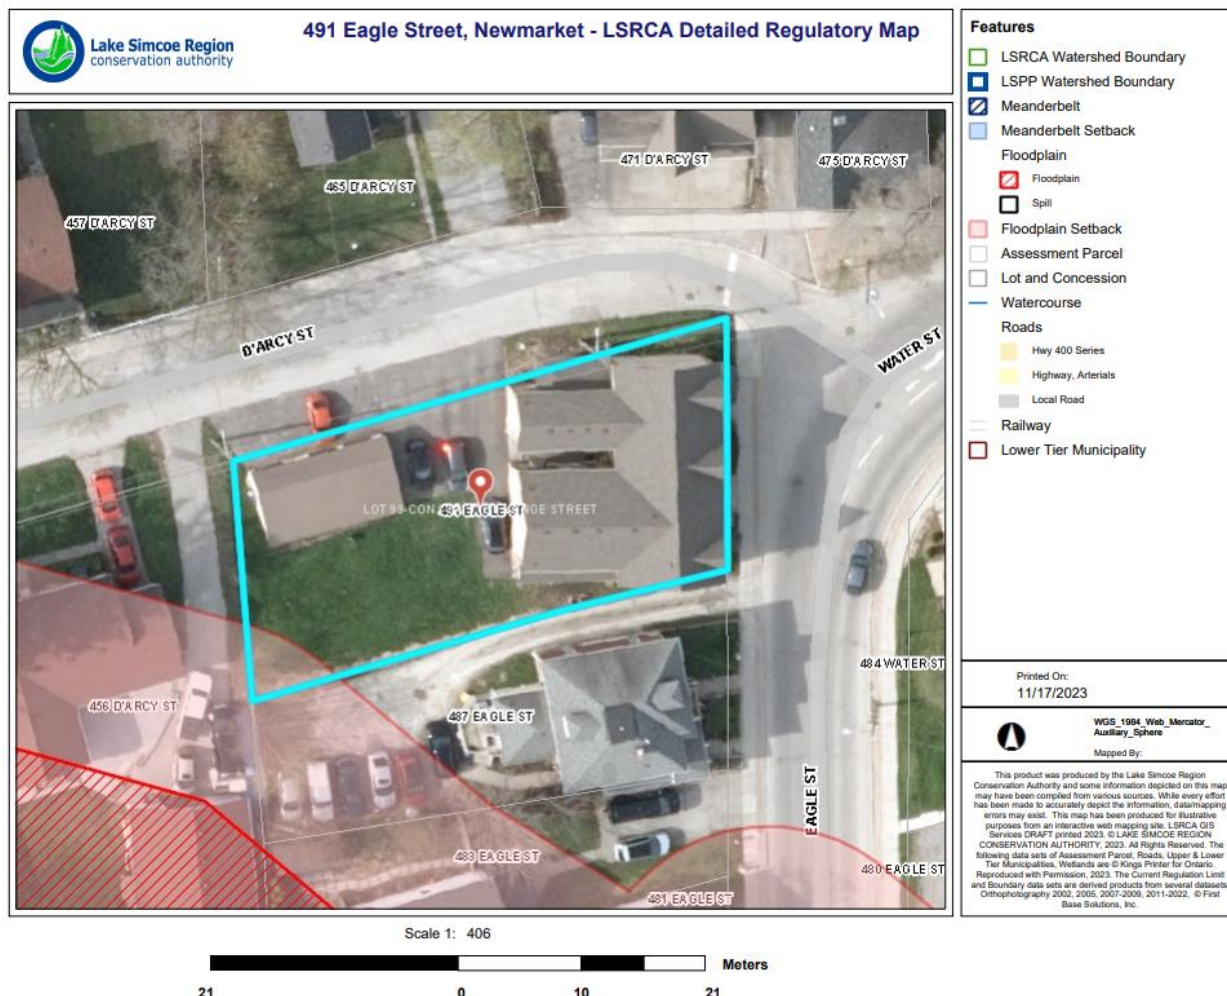 Lake Simcoe Region
conservation authority
491 Eagle Street, Newmarket - LSRCA Detailed Regulatory Map
471 D'ARCY ST
475 D'ARCY ST
465 D'ARCY ST
457 D'ARCY ST
D'ARCY ST
WATER ST
LOT 93-CON
491 EAGLE ST
NGE STREET
484 WATER ST
456 D'ARCY ST
487 EAGLE ST
EAGLE ST
483 EAGLE ST
480 EAGLE ST
481 EAGLE ST
Features
LSRCA Watershed Boundary
LSPP Watershed Boundary
Meanderbelt
Meanderbelt Setback
Floodplain
Floodplain
Spill
Floodplain Setback
Assessment Parcel
Lot and Concession
Watercourse
Roads
Hwy 400 Series
Highway, Arterials
Local Road
Railway
Lower Tier Municipality
Printed On:
11/17/2023
WGS_1984_Web_Mercator_
Auxiliary_Sphere
Mapped By:
This product was produced by the Lake Simcoe Region
Conservation Authority and some information depicted on this map
may have been compiled from various sources. While every effort
has been made to accurately depict the information, data/mapping
errors may exist. This map has been produced for illustrative
purposes from an interactive web mapping site. LSRCA GIS
Services DRAFT printed 2023. © LAKE SIMCOE REGION
CONSERVATION AUTHORITY, 2023. All Rights Reserved. The
following data sets of Assessment Parcel, Roads, Upper & Lower
Tier Municipalities, Wetlands are © Kings Printer for Ontario.
Reproduced with Permission, 2023. The Current Regulation Limit
and Boundary data sets are derived products from several datasets.
Orthophotography 2002, 2005, 2007-2009, 2011-2022, © First
Base Solutions, Inc.
Scale 1: 406
Meters
21 0 10 21